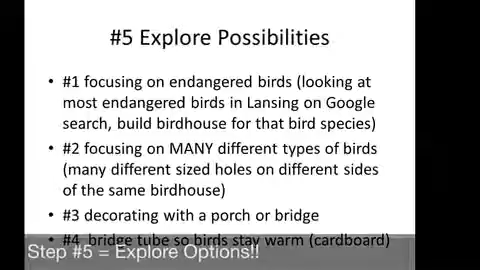 #5 Explore Possibilities
• #1 focusing on endangered birds (looking at
most endangered birds in Lansing on Google
search, build birdhouse for that bird species)
• #2 focusing on MANY different types of birds
(many different sized holes on different sides
of the same birdhouse)
• #3 decorating with a porch or bridge
• #4 bridge tube so birds stay warm (cardboard)
Step #5 = Explore Options!!